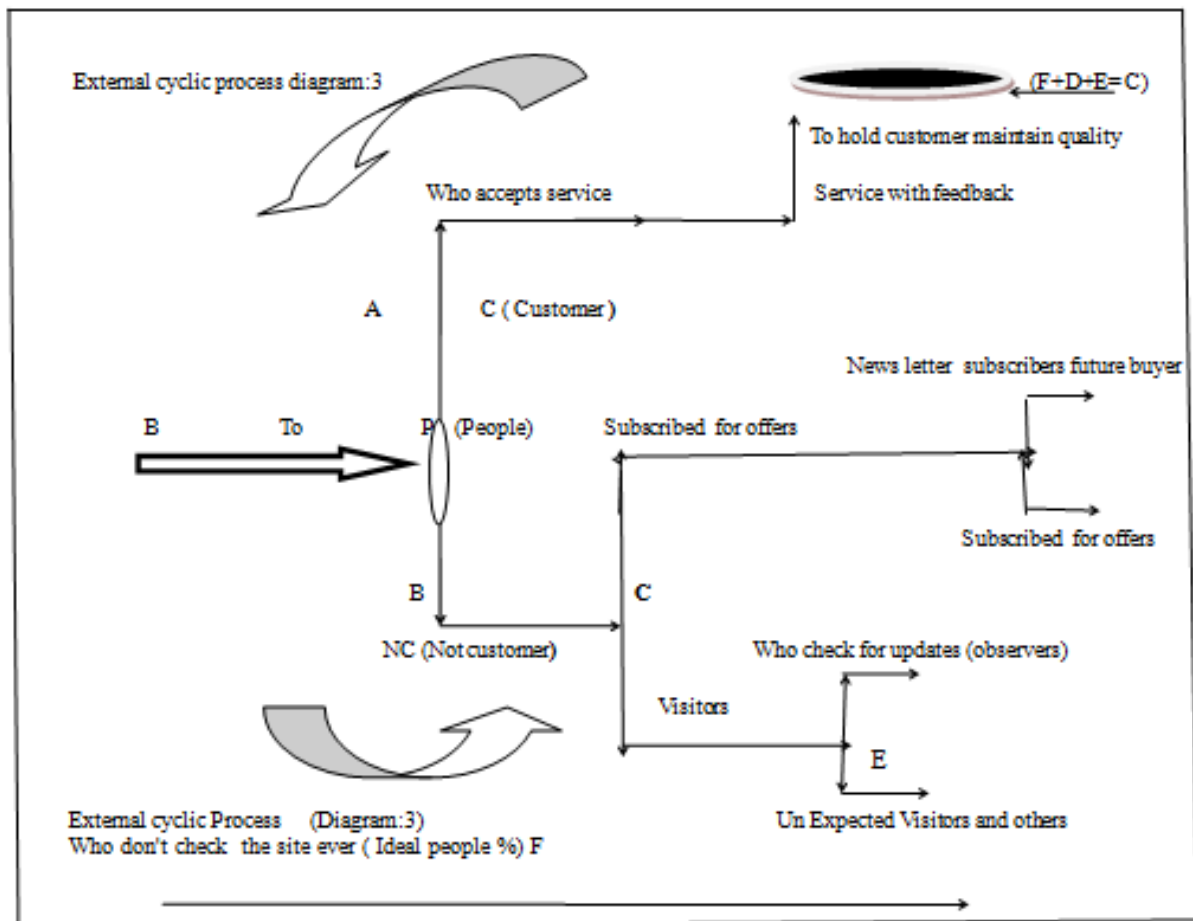 External cyclic process diagram:3
(F+D+E=C)
To hold customer maintain quality
Who accepts service
Service with feedback
A
C ( Customer )
News letter subscribers future buyer
B To P (People)
Subscribed for offers
Subscribed for offers
B
C
NC (Not customer)
Who check for updates (observers)
Visitors
E
Un Expected Visitors and others
External cyclic Process (Diagram:3)
Who don't check the site ever ( Ideal people %) F